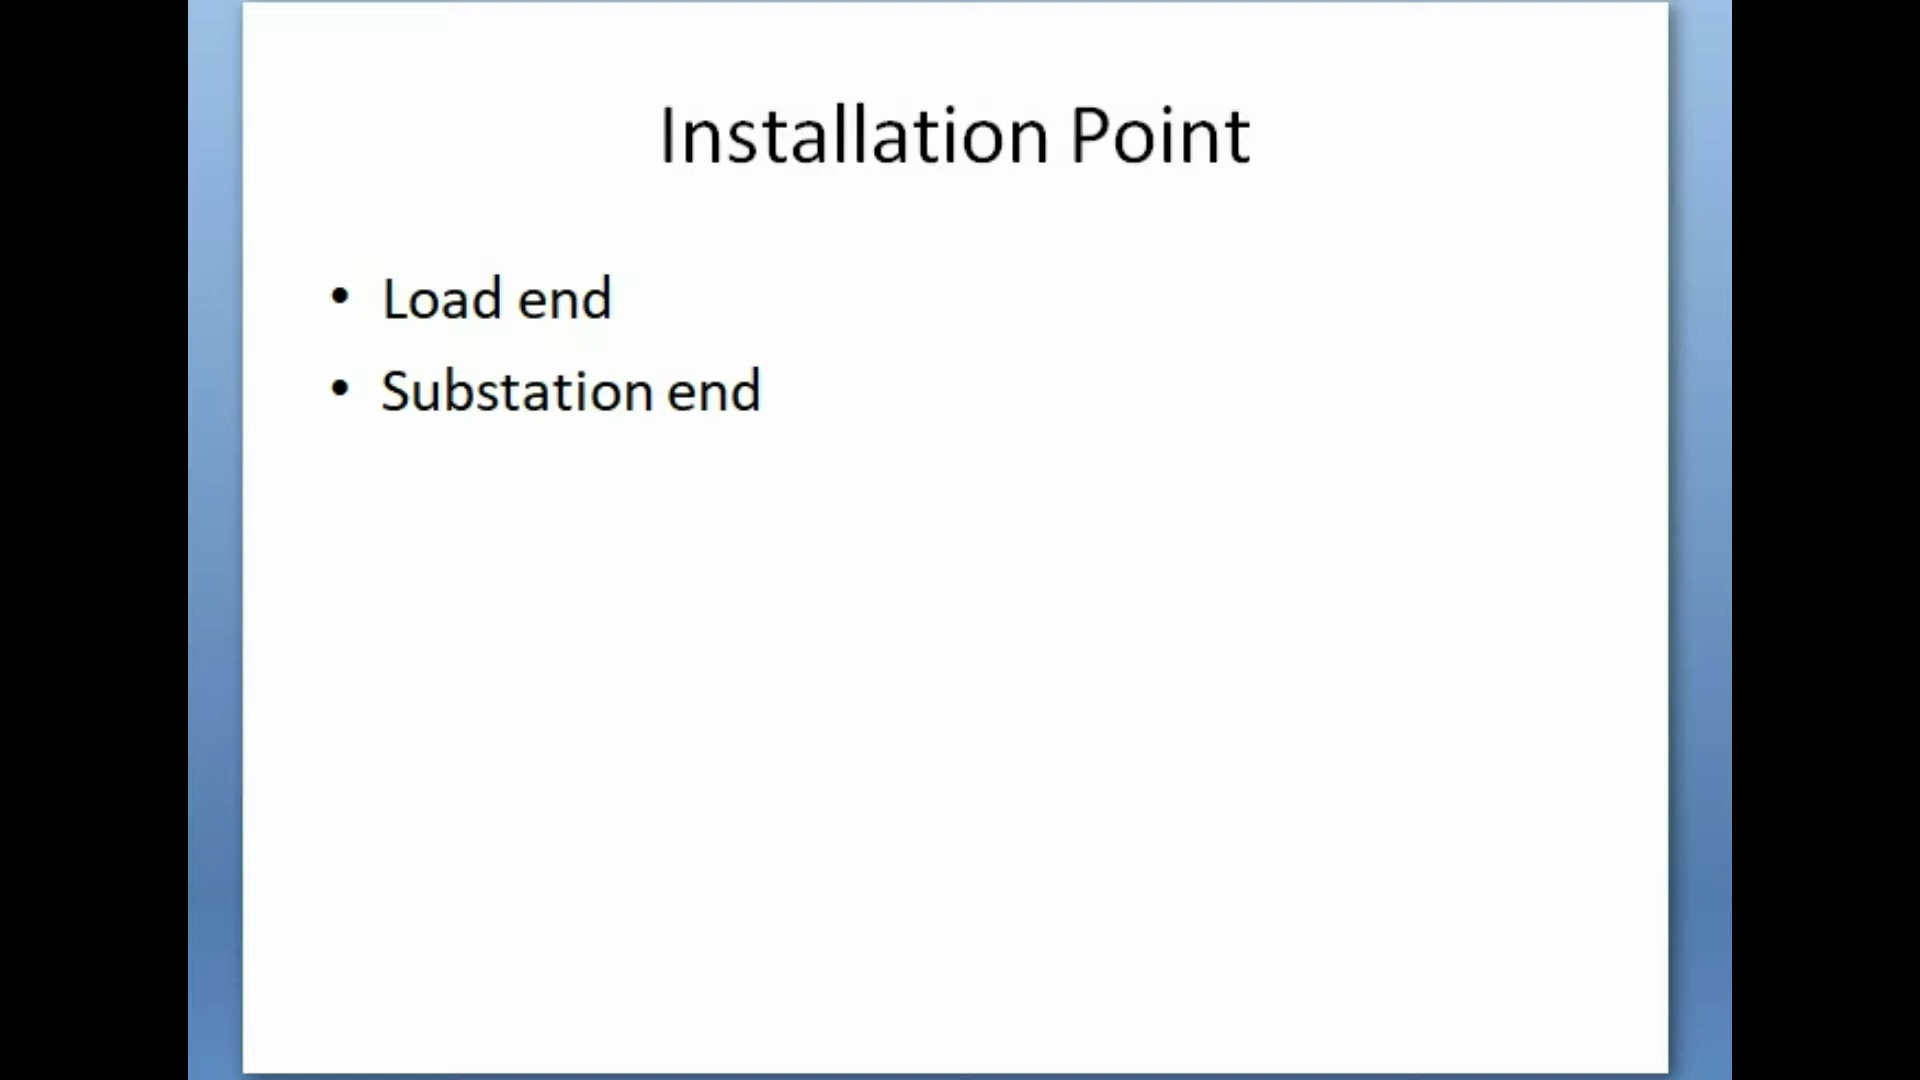 Installation Point
• Load end
• Substation end